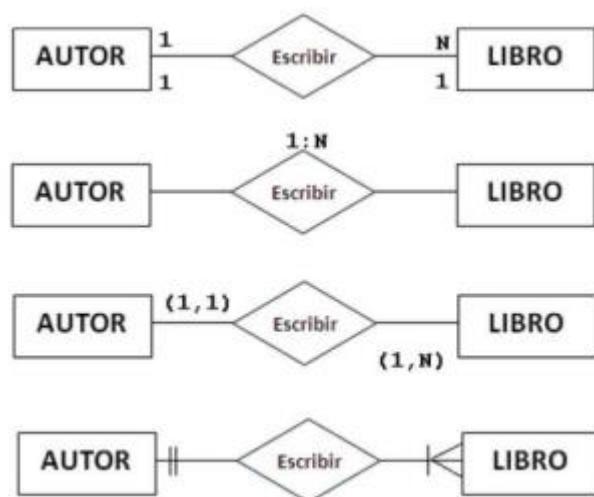 1 N
AUTOR Escribir LIBRO
1 1
1:N
AUTOR Escribir LIBRO
(1,1)
AUTOR Escribir LIBRO
(1,N)
AUTOR Escribir LIBRO